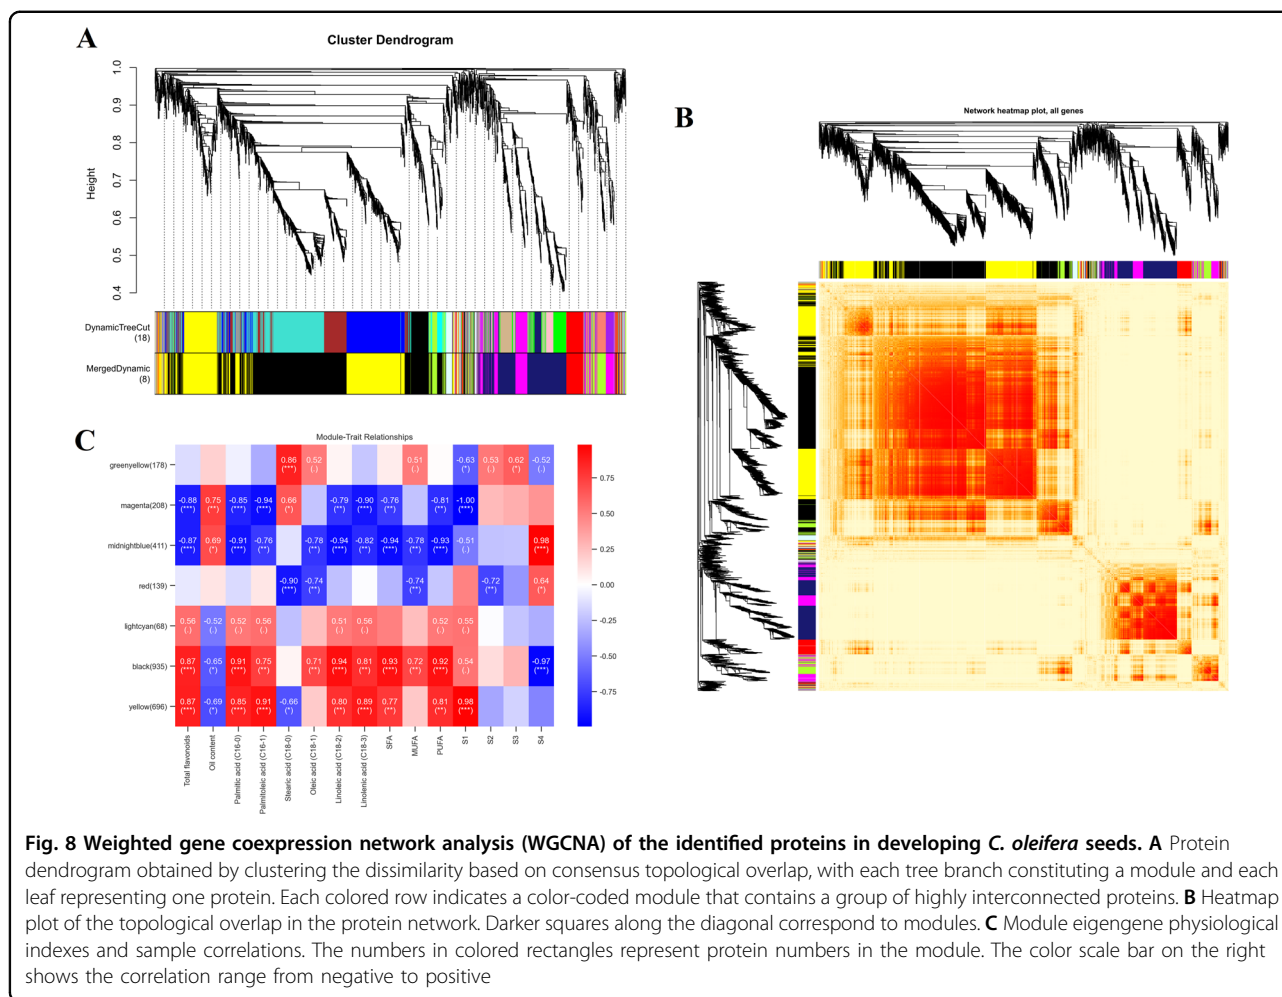 A
Cluster Dendrogram
Height
1.0
0.9
0.8
0.7
0.6
0.5
0.4
DynamicTreeCut
(18)
MergedDynamic
(8)
B
Network heatmap plot, all genes
C
Module-Trait Relationships
greenyellow(178) 0.86 (***) 0.52 (.) 0.51 (.) -0.63 (*) 0.53 (.) 0.62 (*) -0.52 (.)
magenta(208) -0.88 (***) 0.75 (**) -0.85 (***) -0.94 (***) 0.66 (*) -0.79 (**) -0.90 (***) -0.76 (**) -0.81 (**) -1.00 (***)
midnightblue(411) -0.87 (***) 0.69 (*) -0.91 (***) -0.76 (**) -0.78 (**) -0.94 (***) -0.82 (**) -0.94 (***) -0.78 (**) -0.93 (***) -0.51 (.) 0.98 (***)
red(139) -0.90 (***) -0.74 (**) -0.74 (**) -0.72 (**) 0.64 (*)
lightcyan(68) 0.56 (.) -0.52 (.) 0.52 (.) 0.56 (.) 0.51 (.) 0.56 (.) 0.52 (.) 0.55 (.)
black(935) 0.87 (***) -0.65 (*) 0.91 (***) 0.75 (**) 0.71 (**) 0.94 (***) 0.81 (**) 0.93 (***) 0.72 (**) 0.92 (***) 0.54 (.) -0.97 (***)
yellow(696) 0.87 (***) -0.69 (*) 0.85 (***) 0.91 (***) -0.66 (*) 0.80 (**) 0.89 (***) 0.77 (**) 0.81 (**) 0.98 (***)
Total flavonoids
Oil content
Palmitic acid (C16-0)
Palmitoleic acid (C16-1)
Stearic acid (C18-0)
Oleic acid (C18-1)
Linoleic acid (C18-2)
Linolenic acid (C18-3)
SFA
MUFA
PUFA
S1
S2
S3
S4
0.75
0.50
0.25
0.00
-0.25
-0.50
-0.75
Fig. 8 Weighted gene coexpression network analysis (WGCNA) of the identified proteins in developing C. oleifera seeds. A Protein
dendrogram obtained by clustering the dissimilarity based on consensus topological overlap, with each tree branch constituting a module and each
leaf representing one protein. Each colored row indicates a color-coded module that contains a group of highly interconnected proteins. B Heatmap
plot of the topological overlap in the protein network. Darker squares along the diagonal correspond to modules. C Module eigengene physiological
indexes and sample correlations. The numbers in colored rectangles represent protein numbers in the module. The color scale bar on the right
shows the correlation range from negative to positive